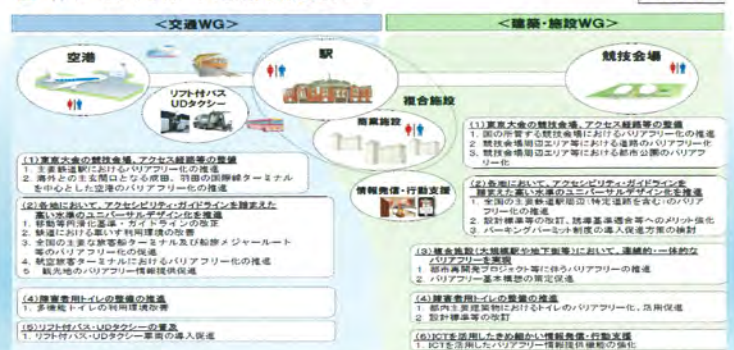 ＜交通WG＞
＜建築・施設WG＞
空港
駅
競技会場
リフト付バス
UDタクシー
複合施設
商業施設
情報発信・行動支援
(1)東京大会の競技会場、アクセス経路等の整備
1. 主要鉄道駅におけるバリアフリー化の推進
2. 海外との主玄関口となる成田、羽田の国際線ターミナル
を中心とした空港のバリアフリー化の推進
(2)各地において、アクセシビリティ・ガイドラインを踏まえた
高い水準のユニバーサルデザイン化を推進
1. 移動等円滑化基準・ガイドラインの改正
2. 鉄道における車いす利用環境の改善
3. 全国の主要な旅客船ターミナル及び船旅メジャールート
等のバリアフリー化の促進
4. 航空旅客ターミナルにおけるバリアフリー化の推進
5 観光地のバリアフリー情報提供促進
(4)障害者用トイレの整備の推進
1. 多機能トイレの利用環境改善
(5)リフト付バス・UDタクシーの普及
1. リフト付バス・UDタクシー車両の導入促進
(1)東京大会の競技会場、アクセス経路等の整備
1. 国の所管する競技会場におけるバリアフリー化の推進
2 競技会場周辺エリア等における道路のバリアフリー化
3. 競技会場周辺エリア等における都市公園のバリアフ
リー化
(2)各地において、アクセシビリティ・ガイドラインを
踏まえた高い水準のユニバーサルデザイン化を推進
1. 全国の主要鉄道駅周辺(特定道路を含む)のバリア
フリー化の推進
2. 設計標準等の改訂、誘導基準適合等へのメリット強化
3. パーキングパーミット制度の導入促進方策の検討
(3)複合施設(大規模駅や地下街等)において、連続的・一体的な
バリアフリーを実現
1. 都市再開発プロジェクト等に伴うバリアフリーの推進
2. バリアフリー基本構想の策定促進
(4)障害者用トイレの整備の推進
1. 都内主要建築物におけるトイレのバリアフリー化、活用促進
2 設計標準等の改訂
(6)ICTを活用したきめ細かい情報発信・行動支援
1. ICTを活用したバリアフリー情報提供機能の強化